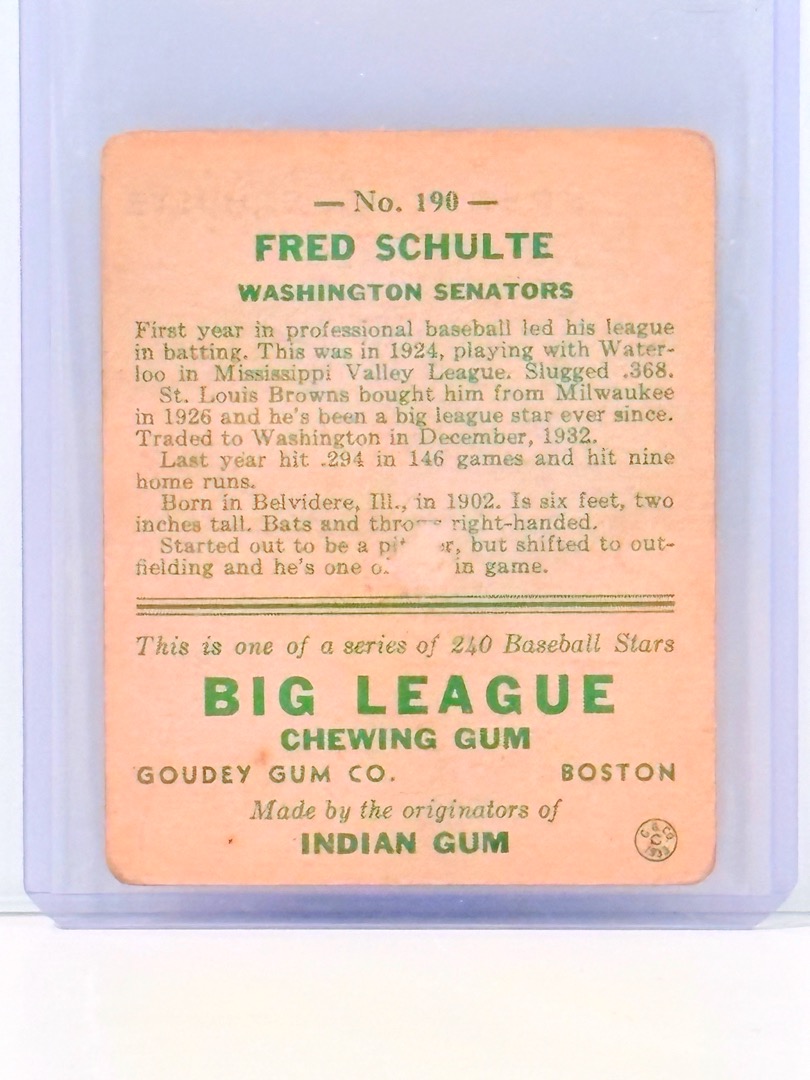 — No. 190 —
FRED SCHULTE
WASHINGTON SENATORS
First year in professional baseball led his league
in batting. This was in 1924, playing with Water-
loo in Mississippi Valley League. Slugged .368.
St. Louis Browns bought him from Milwaukee
in 1926 and he's been a big league star ever since.
Traded to Washington in December, 1932.
Last year hit .294 in 146 games and hit nine
home runs.
Born in Belvidere, Ill., in 1902. Is six feet, two
inches tall. Bats and right-handed.
Started out to be a but shifted to out-
fielding and he's one in game.
This is one of a series of 240 Baseball Stars
BIG LEAGUE
CHEWING GUM
GOUDEY GUM CO. BOSTON
Made by the originators of
INDIAN GUM
G. G. Co.
C
1933